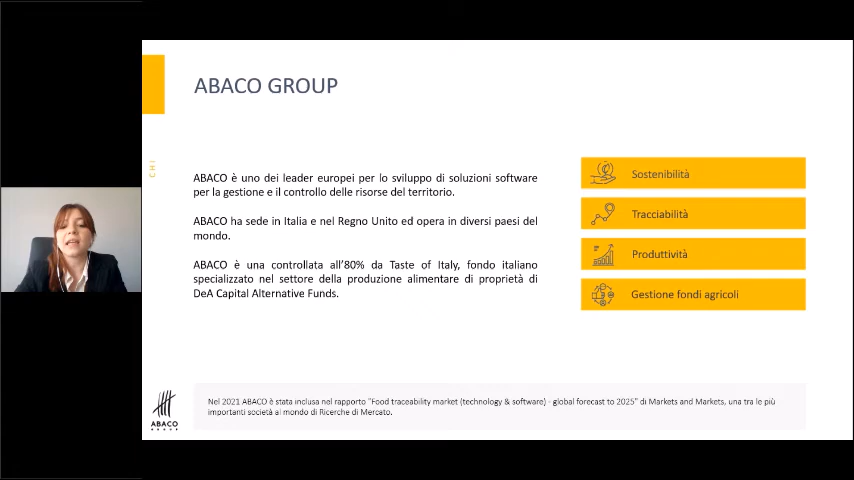 ABACO GROUP
CHI
ABACO è uno dei leader europei per lo sviluppo di soluzioni software
per la gestione e il controllo delle risorse del territorio.
ABACO ha sede in Italia e nel Regno Unito ed opera in diversi paesi del
mondo.
ABACO è una controllata all'80% da Taste of Italy, fondo italiano
specializzato nel settore della produzione alimentare di proprietà di
DeA Capital Alternative Funds.
Sostenibilità
Tracciabilità
Produttività
Gestione fondi agricoli
Nel 2021 ABACO è stata inclusa nel rapporto "Food traceability market (technology & software) - global forecast to 2025" di Markets and Markets, una tra le più
importanti società al mondo di Ricerche di Mercato.
ABACO
GROUP